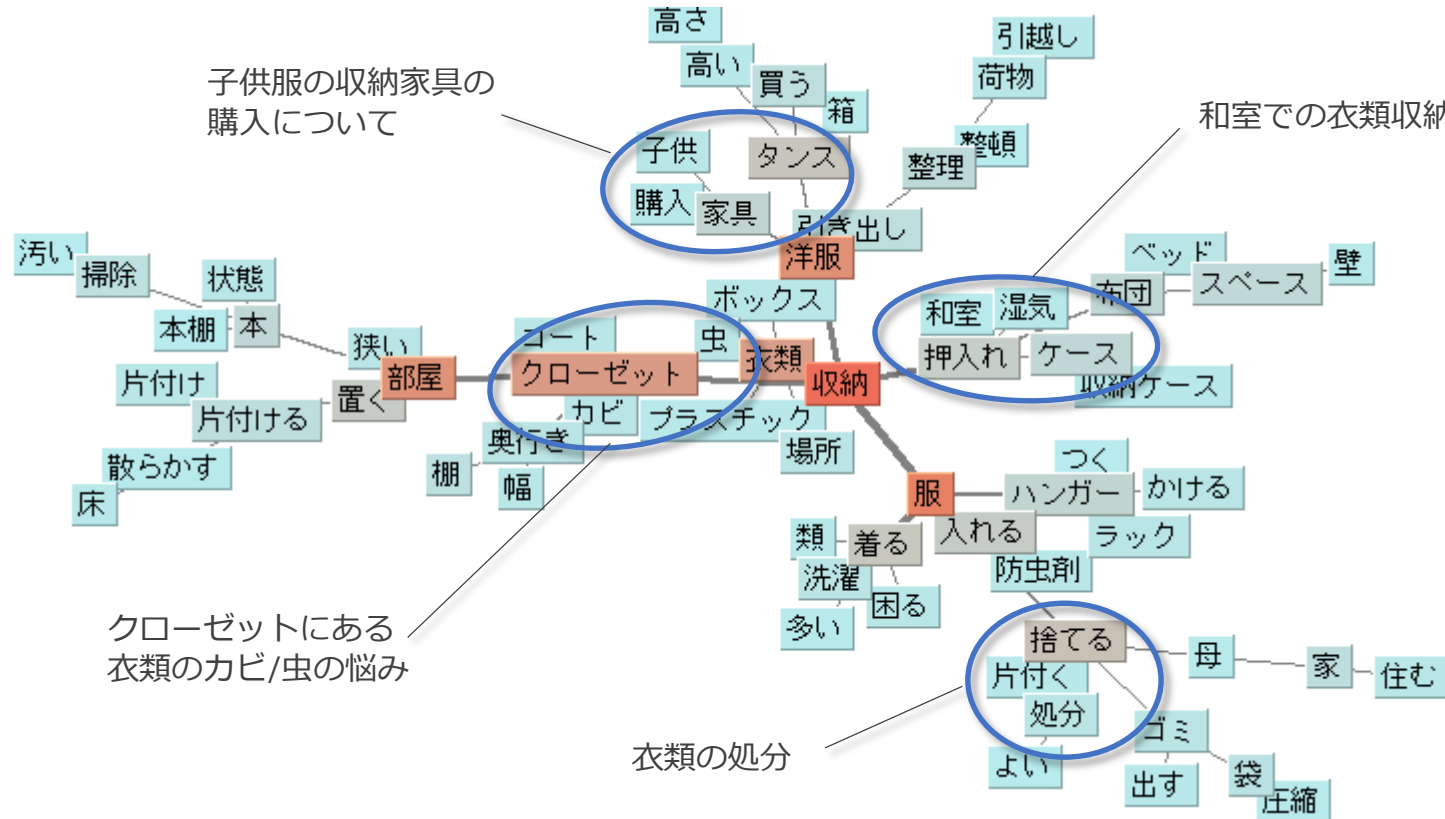 高さ
引越し
高い
荷物
子供服の収納家具の
購入について
買う
箱
和室での衣類収納
子供
タンス
整頓
整理
購入
家具
引き出し
洋服
汚い
掃除
状態
ベッド
スペース
壁
布団
ボックス
和室
湿気
本棚
本
コート
虫
衣類
狭い
押入れ
ケース
部屋
クローゼット
収納
収納ケース
片付け
置く
片付ける
カビ
プラスチック
奥行き
場所
散らかす
棚
幅
床
つく
服
ハンガー
かける
類
着る
入れる
ラック
洗濯
防虫剤
困る
多い
クローゼットにある
衣類のカビ/虫の悩み
捨てる
母
家
住む
片付く
処分
ゴミ
衣類の処分
よい
出す
袋
圧縮